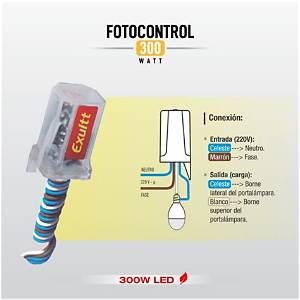 FOTOCONTROL
300
WATT
Exultt
Conexión:
Entrada (220V):
Celeste ---> Neutro.
Marrón ---> Fase.
Salida (carga):
Celeste ---> Borne
lateral del portalámpara.
Blanco ---> Borne
superior del
portalámpara.
NEUTRO
220 V
FASE
300W LED